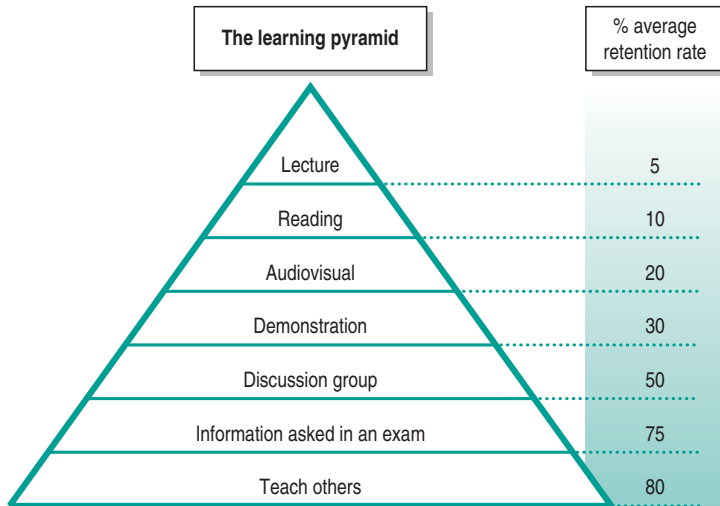 The learning pyramid
% average
retention rate
Lecture 5
Reading 10
Audiovisual 20
Demonstration 30
Discussion group 50
Information asked in an exam 75
Teach others 80